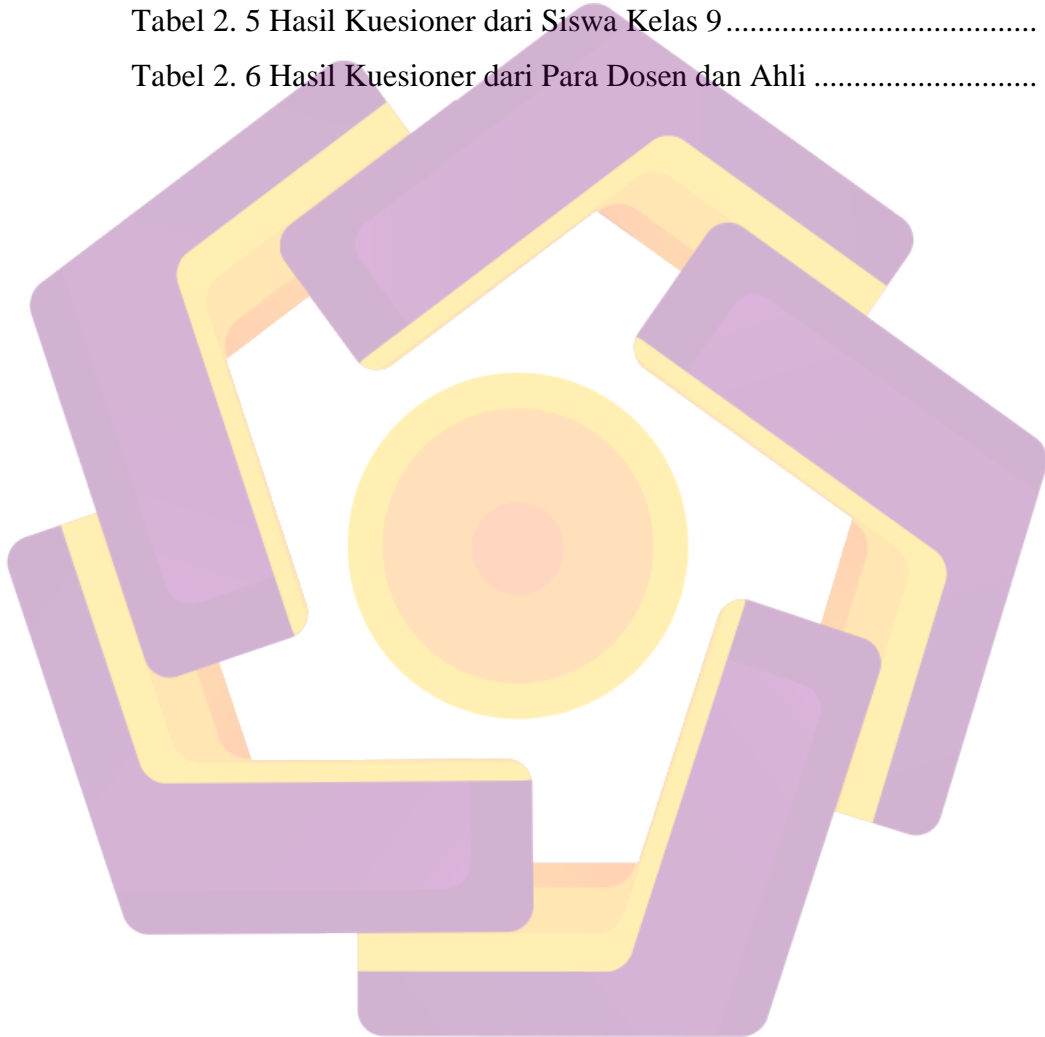 Tabel 2. 5 Hasil Kuesioner dari Siswa Kelas 9.......................................
Tabel 2. 6 Hasil Kuesioner dari Para Dosen dan Ahli ............................